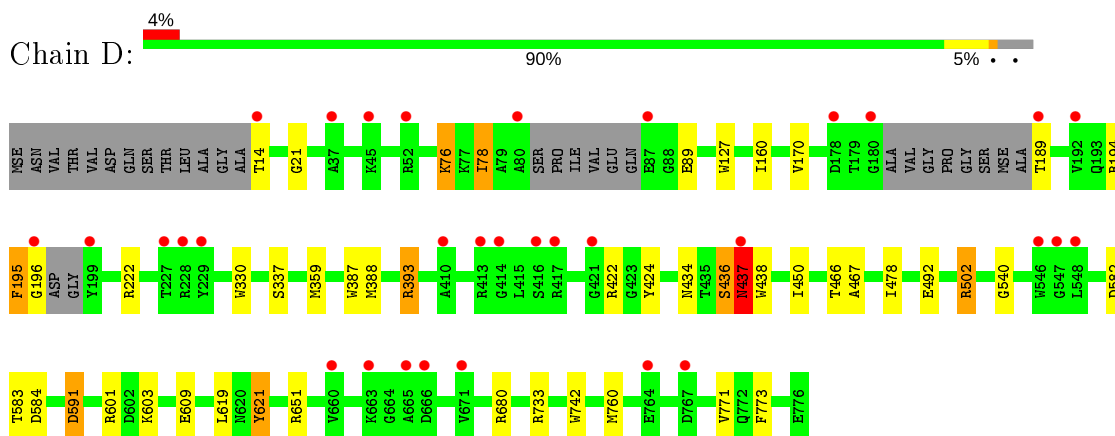 4%
Chain D:
90%
5%
MSE ASN VAL THR VAL ASP GLN SER THR LEU ALA GLY ALA T14 G21 A37 K45 R52 K76 K77 I78 A79 A80 SER PRO ILE VAL GLU GLN E87 G88 E89 W127 I160 V170 D178 T179 G180 ALA VAL GLY PRO GLY SER MSE ALA T189 V192 Q193 R194
F195 G196 ASP GLY Y199 R222 T227 R228 Y229 W330 S337 M359 W387 M388 R393 A410 R413 G414 L415 S416 R417 G421 R422 G423 Y424 N434 T435 S436 N437 W438 I450 T466 A467 I478 E492 R502 G540 W546 G547 L548 D582
T583 D584 D591 R601 D602 K603 E609 L619 N620 Y621 R651 V660 K663 G664 A665 D666 V671 R680 R733 W742 M760 E764 D767 V771 Q772 F773 E776